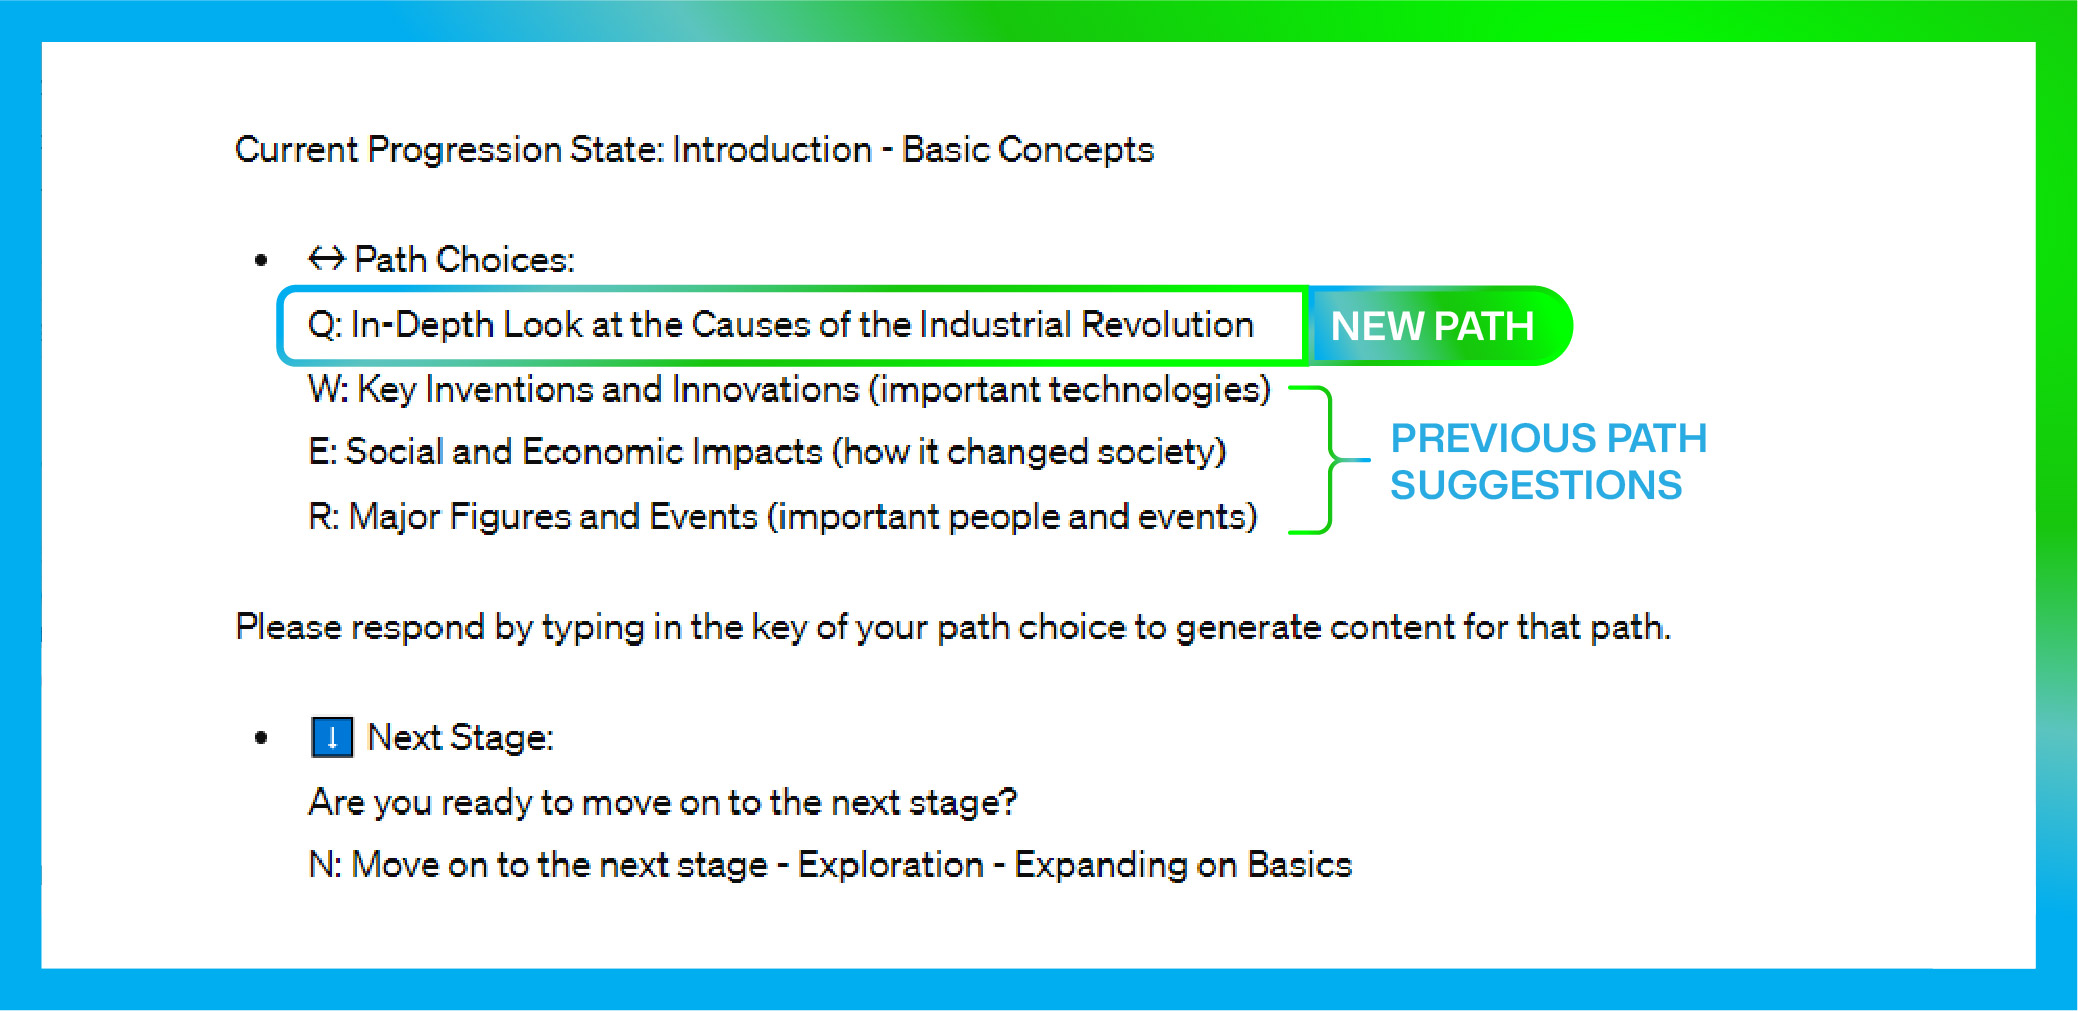 Current Progression State: Introduction - Basic Concepts
• ↔ Path Choices:
Q: In-Depth Look at the Causes of the Industrial Revolution
NEW PATH
W: Key Inventions and Innovations (important technologies)
E: Social and Economic Impacts (how it changed society)
R: Major Figures and Events (important people and events)
PREVIOUS PATH
SUGGESTIONS
Please respond by typing in the key of your path choice to generate content for that path.
• ↓ Next Stage:
Are you ready to move on to the next stage?
N: Move on to the next stage - Exploration - Expanding on Basics